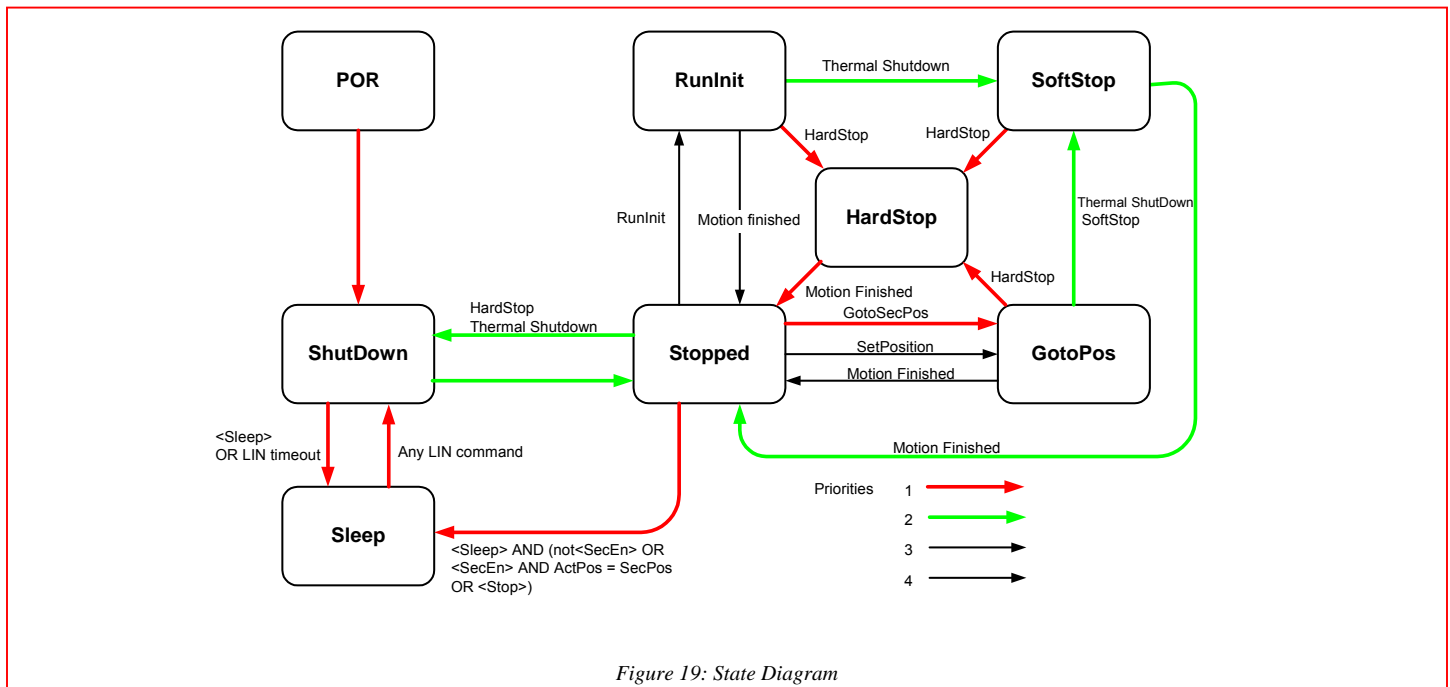 POR
RunInit
Thermal Shutdown
SoftStop
HardStop
HardStop
HardStop
RunInit
Motion finished
Thermal ShutDown
SoftStop
HardStop
Motion Finished
HardStop
Thermal Shutdown
GotoSecPos
ShutDown
Stopped
SetPosition
GotoPos
Motion Finished
<Sleep>
OR LIN timeout
Any LIN command
Motion Finished
Sleep
<Sleep> AND (not<SecEn> OR
<SecEn> AND ActPos = SecPos
OR <Stop>)
Priorities
1
2
3
4
Figure 19: State Diagram